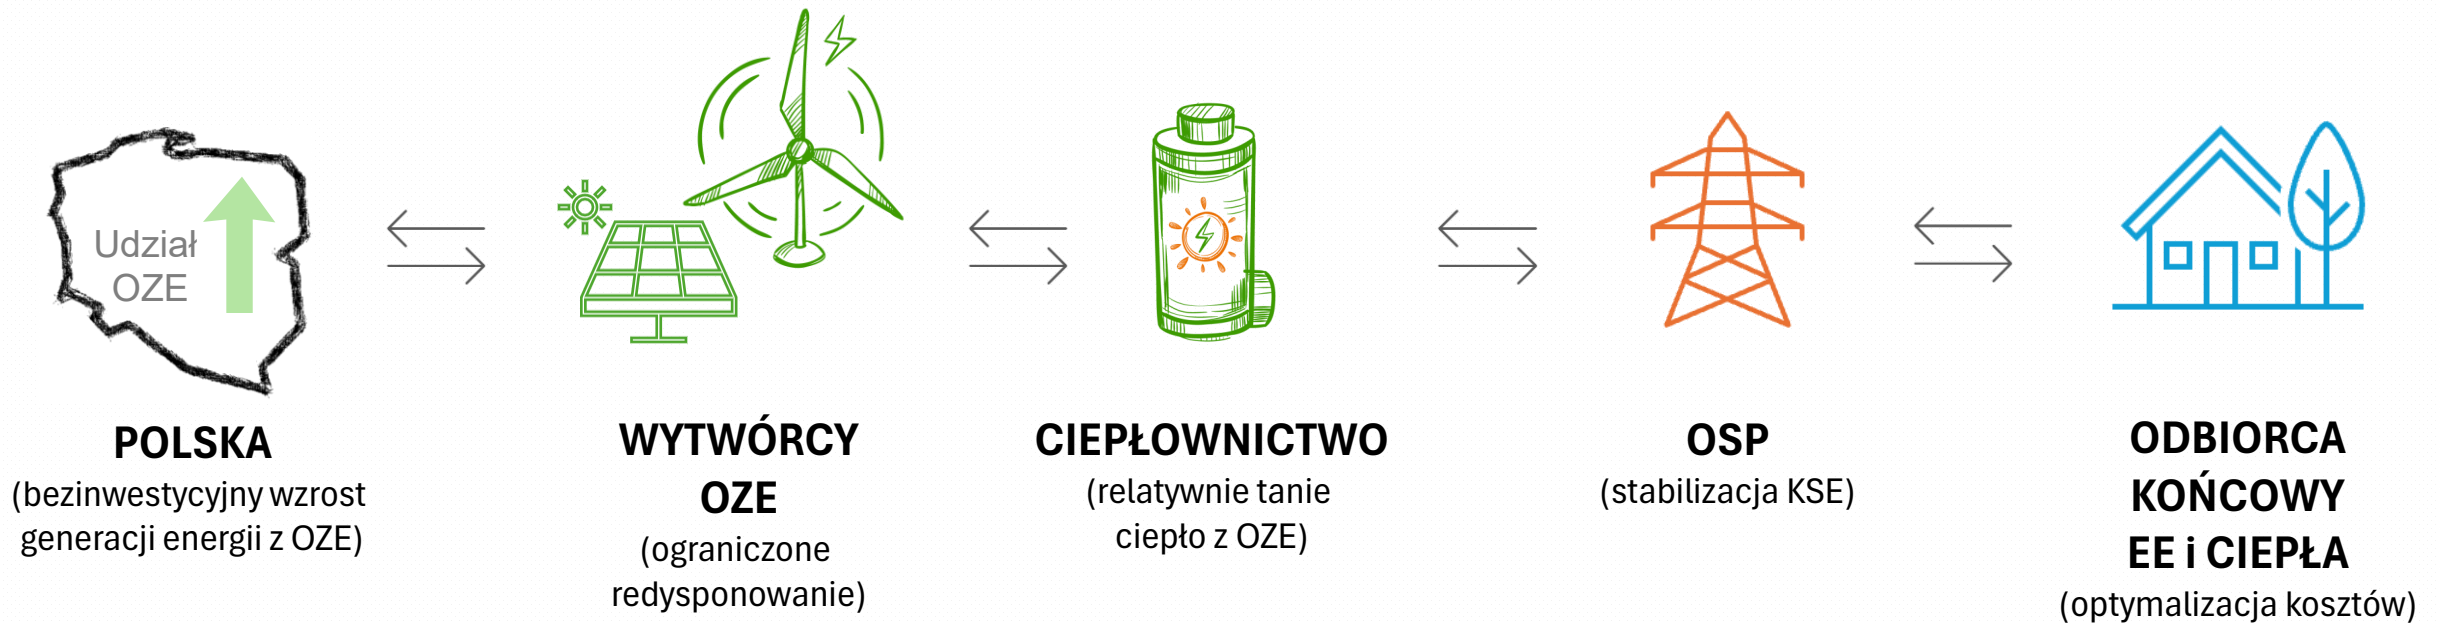 Udział
OZE
POLSKA
(bezinwestycyjny wzrost
generacji energii z OZE)
WYTWÓRCY
OZE
(ograniczone
redysponowanie)
CIEPŁOWNICTWO
(relatywnie tanie
ciepło z OZE)
OSP
(stabilizacja KSE)
ODBIORCA
KOŃCOWY
EE i CIEPŁA
(optymalizacja kosztów)